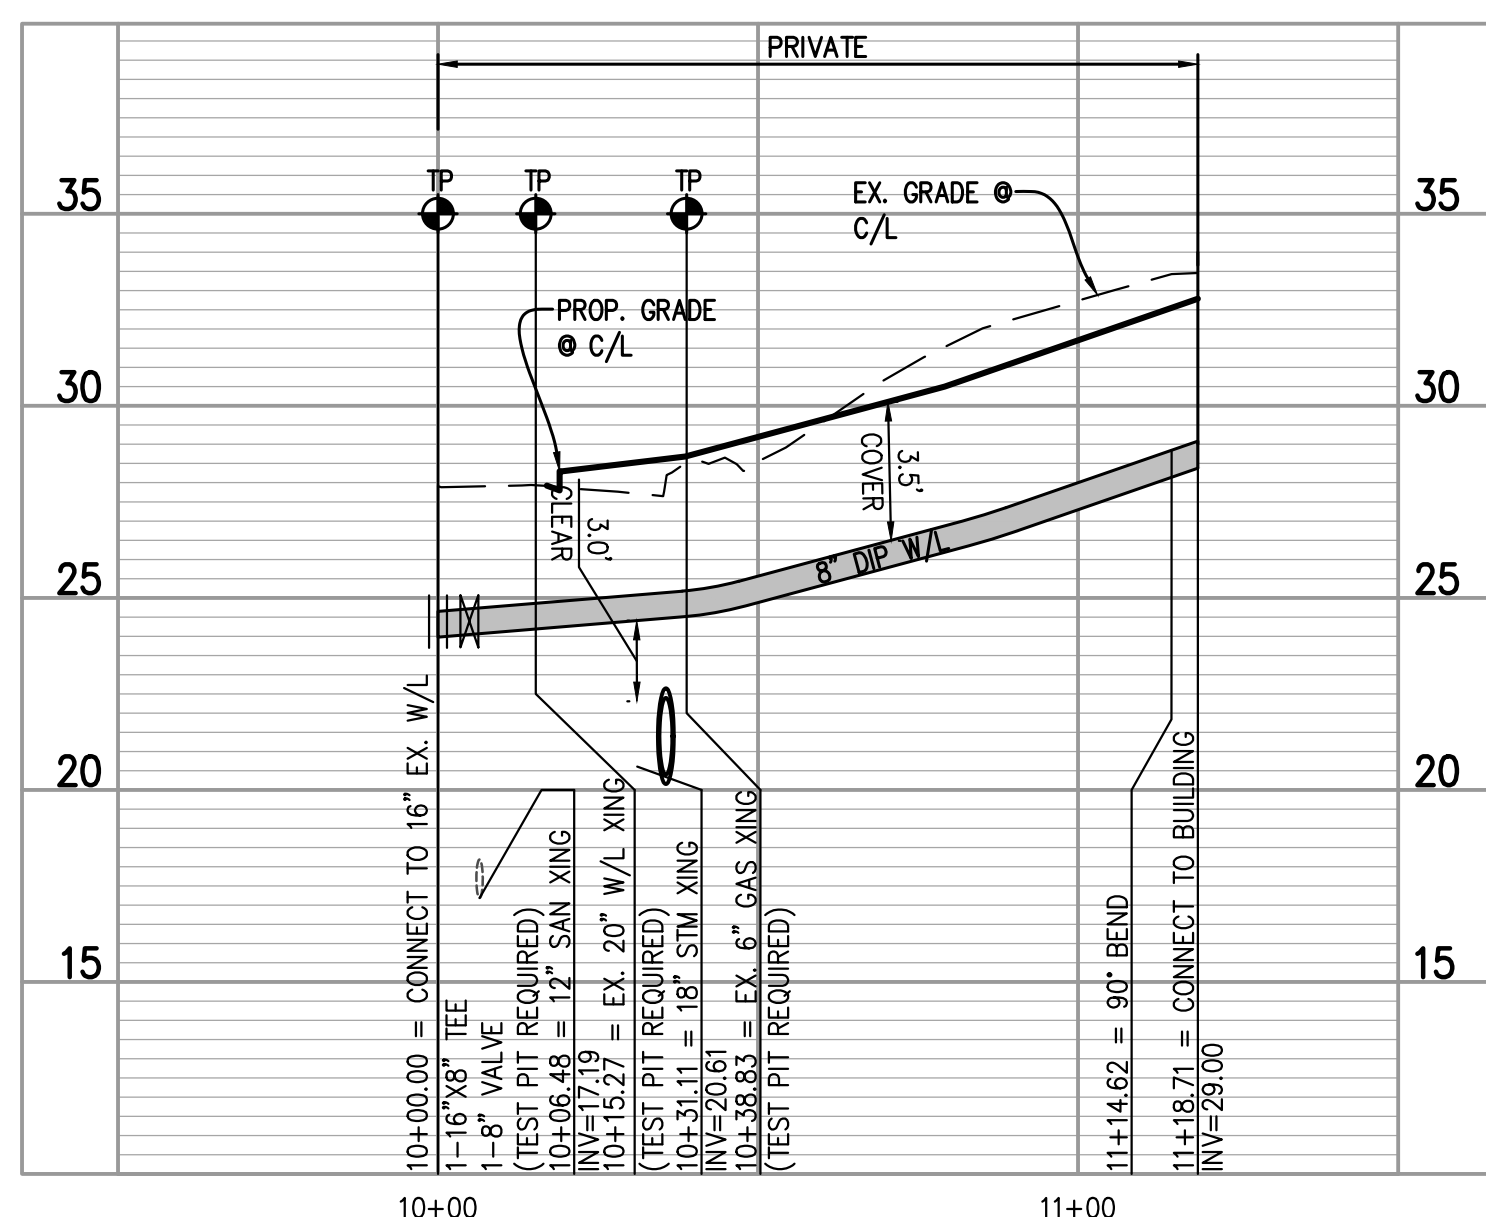 PRIVATE
TP TP TP
35 35
EX. GRADE @
C/L
PROP. GRADE
@ C/L
30 30
3.5'
COVER
3.0'
CLEAR
8" DIP W/L
25 25
20 20
15 15
10+00.00 = CONNECT TO 16" EX. W/L
1-16"X8" TEE
1-8" VALVE
(TEST PIT REQUIRED)
10+06.48 = 12" SAN XING
INV=17.19
10+15.27 = EX. 20" W/L XING
(TEST PIT REQUIRED)
10+31.11 = 18" STM XING
INV=20.61
10+38.83 = EX. 6" GAS XING
(TEST PIT REQUIRED)
11+14.62 = 90° BEND
11+18.71 = CONNECT TO BUILDING
INV=29.00
10+00 11+00